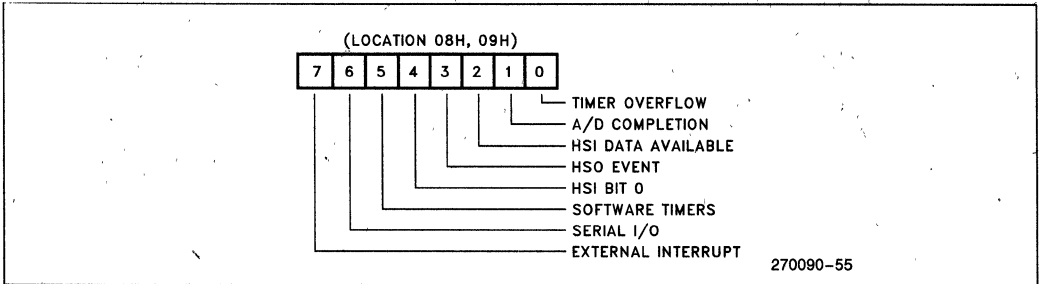 (LOCATION 08H, 09H)
7 6 5 4 3 2 1 0
TIMER OVERFLOW
A/D COMPLETION
HSI DATA AVAILABLE
HSO EVENT
HSI BIT 0
SOFTWARE TIMERS
SERIAL I/O
EXTERNAL INTERRUPT
270090-55